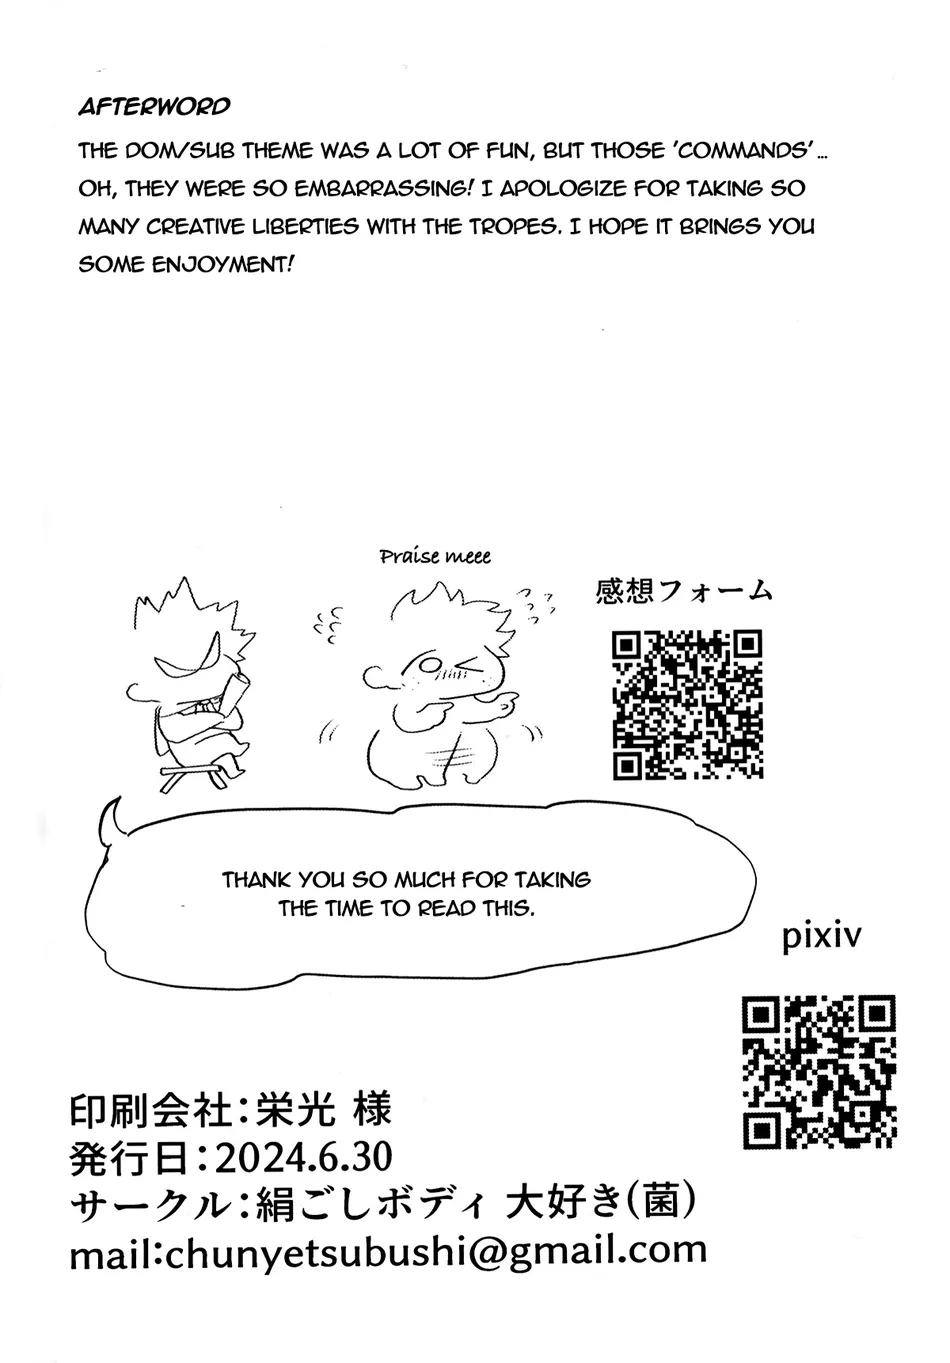 AFTERWORD
THE DOM/SUB THEME WAS A LOT OF FUN, BUT THOSE 'COMMANDS'...
OH, THEY WERE SO EMBARRASSING! I APOLOGIZE FOR TAKING SO
MANY CREATIVE LIBERTIES WITH THE TROPES. I HOPE IT BRINGS YOU
SOME ENJOYMENT!
Praise meee
感想フォーム
THANK YOU SO MUCH FOR TAKING
THE TIME TO READ THIS.
pixiv
印刷会社:栄光 様
発行日:2024.6.30
サークル:絹ごしボディ 大好き(菌)
mail:chunyetsubushi@gmail.com